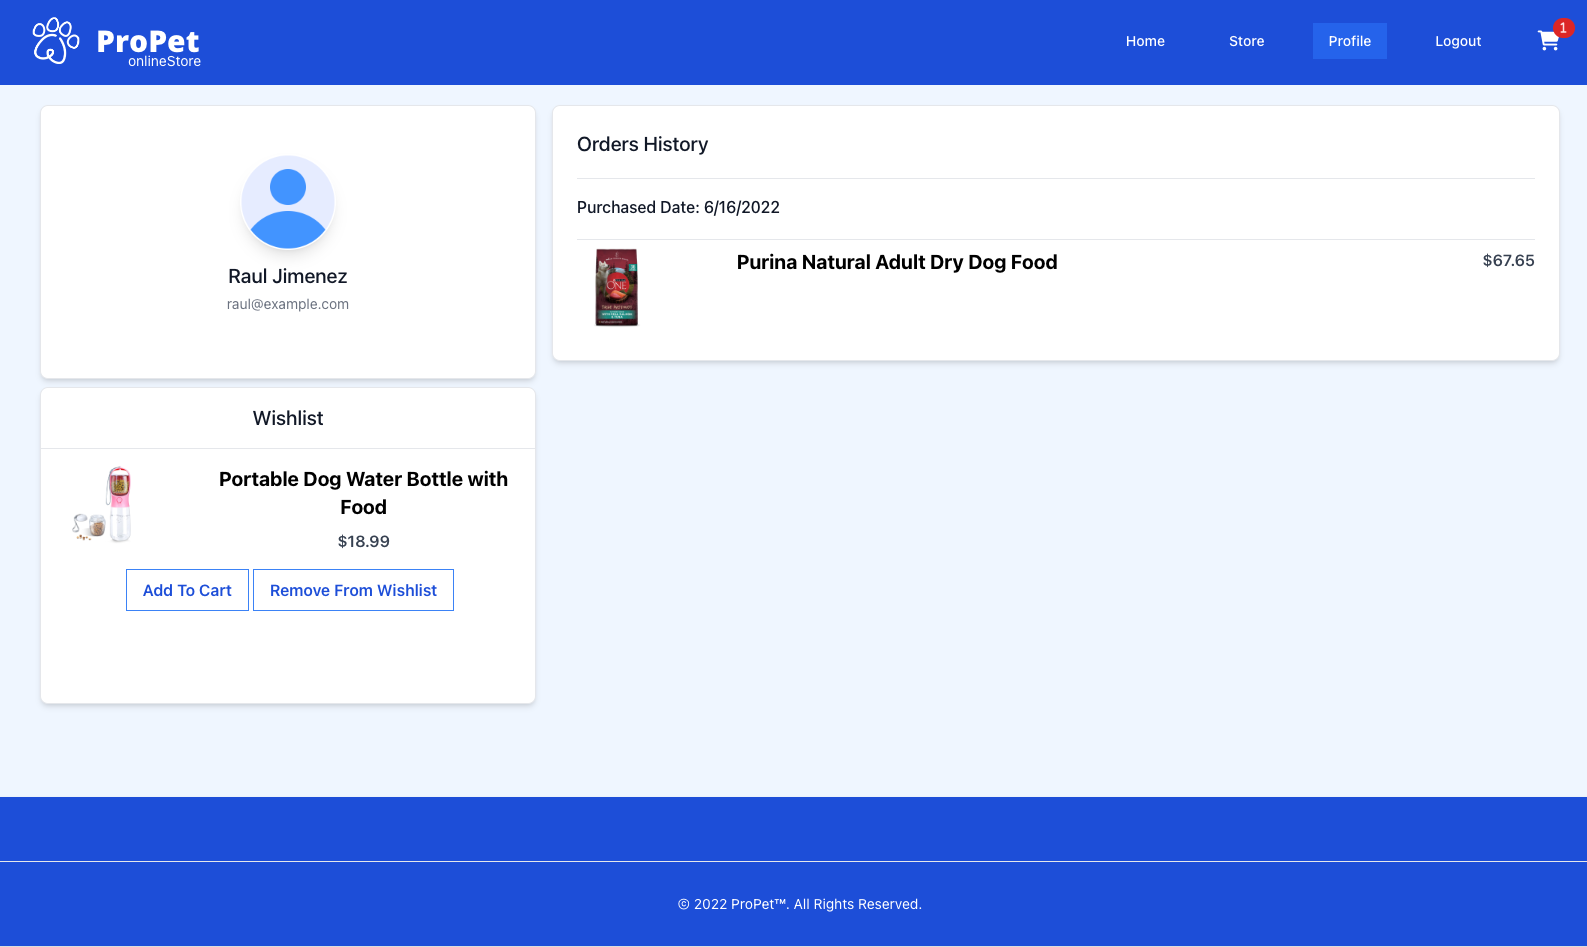 ProPet
onlineStore
Home
Store
Profile
Logout
1
Raul Jimenez
raul@example.com
Wishlist
Portable Dog Water Bottle with
Food
$18.99
Add To Cart
Remove From Wishlist
Orders History
Purchased Date: 6/16/2022
ONE
Purina Natural Adult Dry Dog Food
$67.65
© 2022 ProPet™. All Rights Reserved.